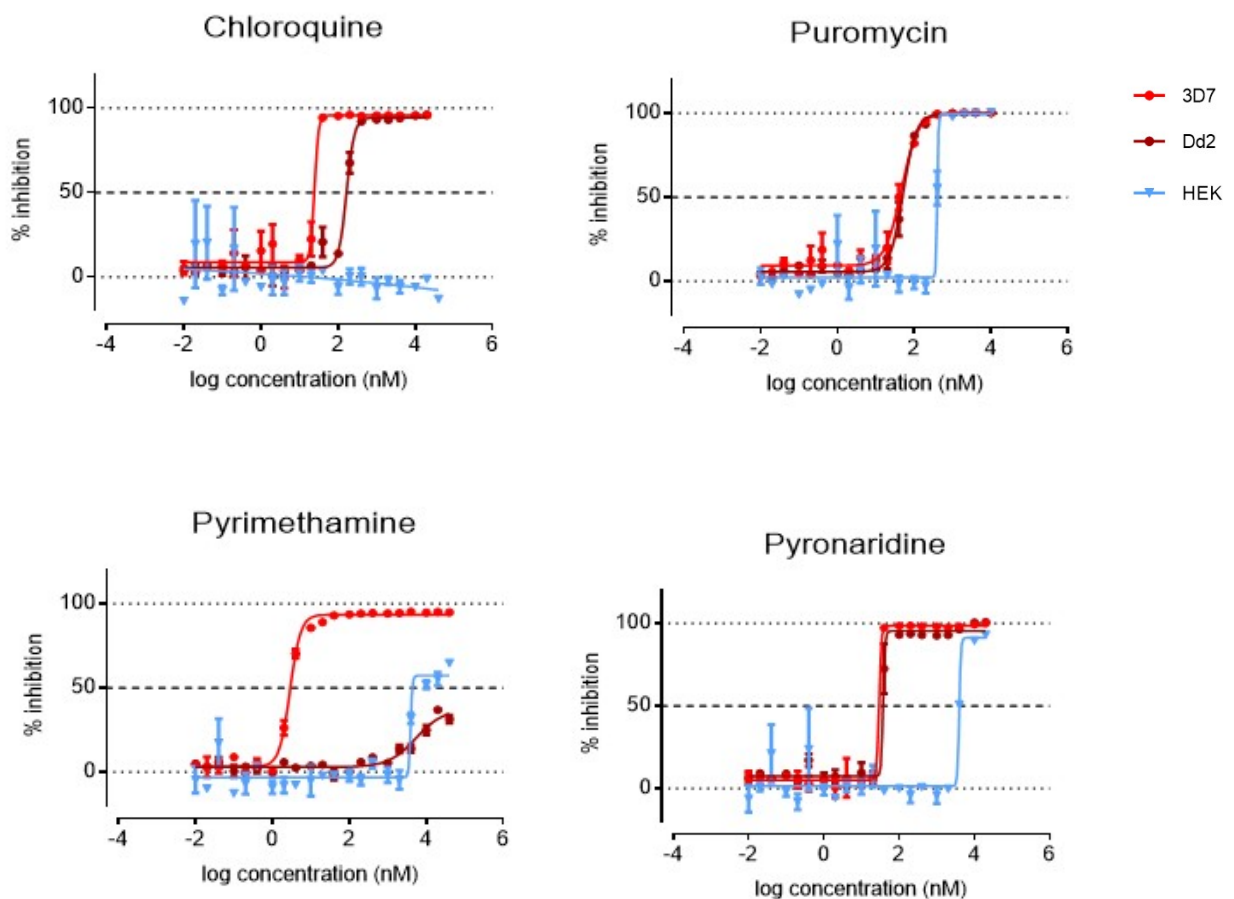 Chloroquine
% inhibition
100
50
0
-4 -2 0 2 4 6
log concentration (nM)
Puromycin
% inhibition
100
50
0
-4 -2 0 2 4 6
log concentration (nM)
3D7
Dd2
HEK
Pyrimethamine
% inhibition
100
50
0
-4 -2 0 2 4 6
log concentration (nM)
Pyronaridine
% inhibition
100
50
0
-4 -2 0 2 4 6
log concentration (nM)